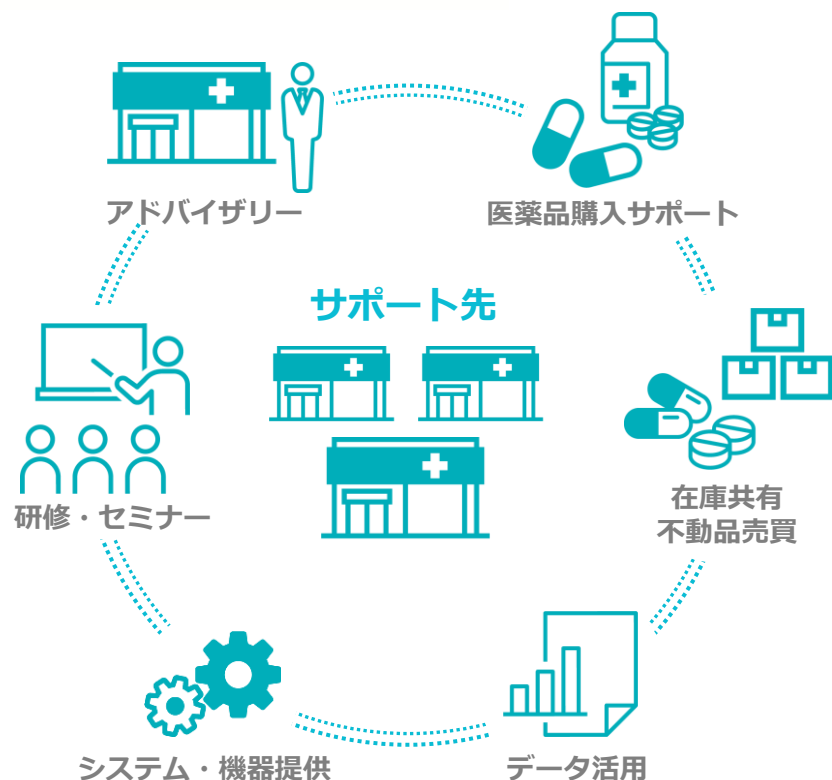 アドバイザリー
医薬品購入サポート
サポート先
研修・セミナー
在庫共有
不動品売買
システム・機器提供
データ活用